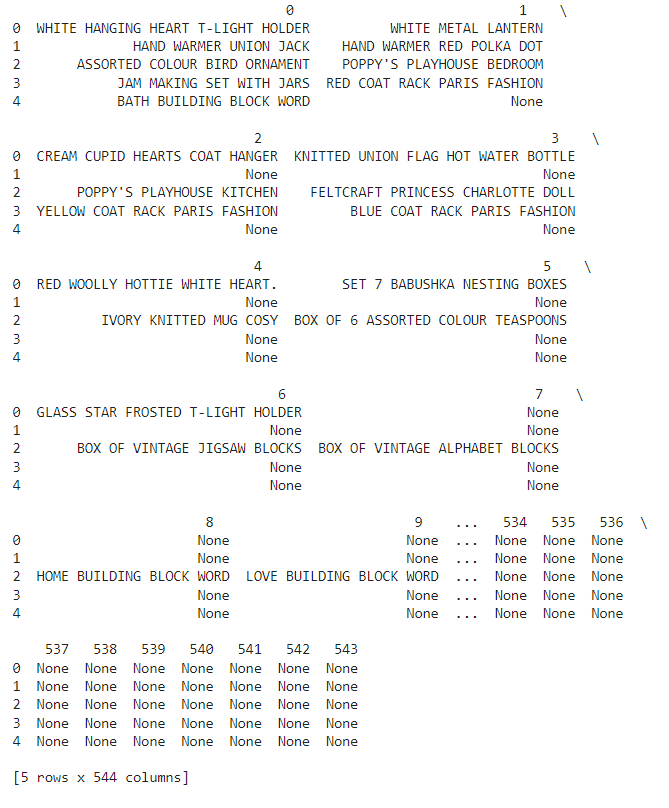 0 1 \
0 WHITE HANGING HEART T-LIGHT HOLDER WHITE METAL LANTERN
1 HAND WARMER UNION JACK HAND WARMER RED POLKA DOT
2 ASSORTED COLOUR BIRD ORNAMENT POPPY'S PLAYHOUSE BEDROOM
3 JAM MAKING SET WITH JARS RED COAT RACK PARIS FASHION
4 BATH BUILDING BLOCK WORD None
2 3 \
0 CREAM CUPID HEARTS COAT HANGER KNITTED UNION FLAG HOT WATER BOTTLE
1 None None
2 POPPY'S PLAYHOUSE KITCHEN FELTCRAFT PRINCESS CHARLOTTE DOLL
3 YELLOW COAT RACK PARIS FASHION BLUE COAT RACK PARIS FASHION
4 None None
4 5 \
0 RED WOOLLY HOTTIE WHITE HEART. SET 7 BABUSHKA NESTING BOXES
1 None None
2 IVORY KNITTED MUG COSY BOX OF 6 ASSORTED COLOUR TEASPOONS
3 None None
4 None None
6 7 \
0 GLASS STAR FROSTED T-LIGHT HOLDER None
1 None None
2 BOX OF VINTAGE JIGSAW BLOCKS BOX OF VINTAGE ALPHABET BLOCKS
3 None None
4 None None
8 9 ... 534 535 536 \
0 None None ... None None None
1 None None ... None None None
2 HOME BUILDING BLOCK WORD LOVE BUILDING BLOCK WORD ... None None None
3 None None ... None None None
4 None None ... None None None
537 538 539 540 541 542 543
0 None None None None None None None
1 None None None None None None None
2 None None None None None None None
3 None None None None None None None
4 None None None None None None None
[5 rows x 544 columns]